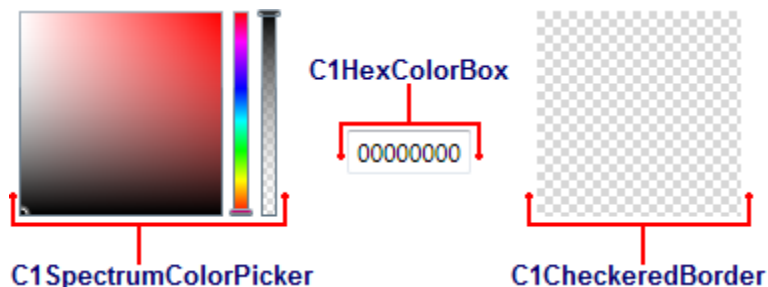 C1HexColorBox
00000000
C1SpectrumColorPicker
C1CheckeredBorder